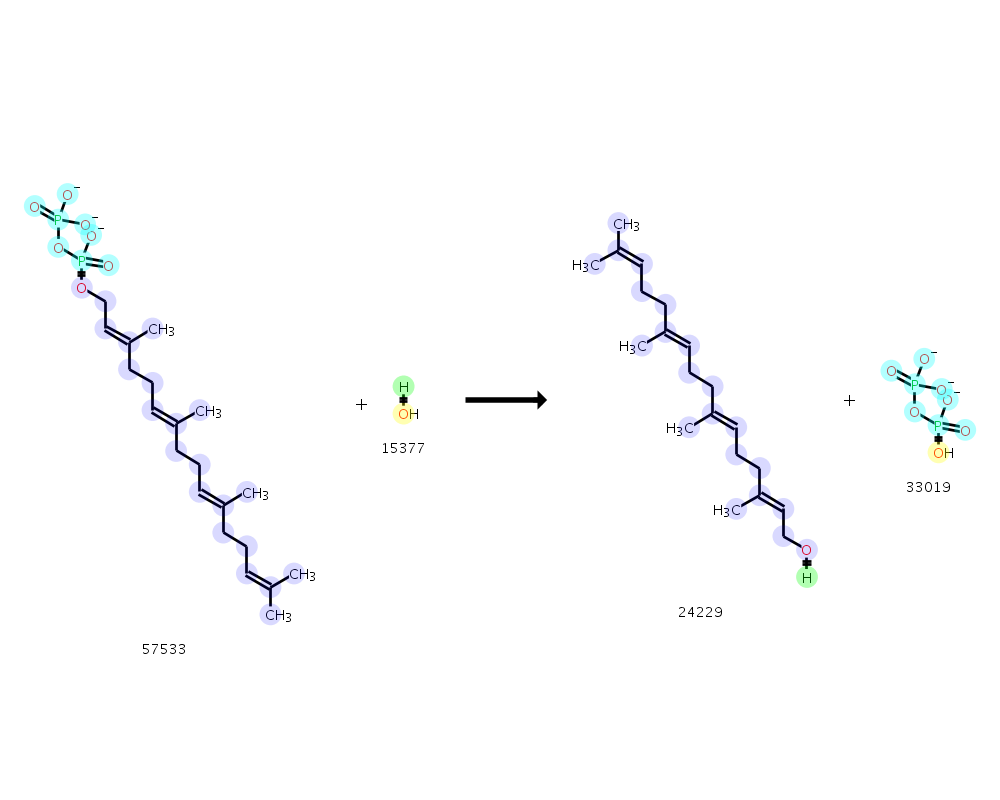 O⁻
O P O⁻
O⁻
O P O
O
CH₃
CH₃
CH₃
CH₃
CH₃
57533
+
H
OH
15377
CH₃
H₃C
H₃C
H₃C
H₃C
O
H
24229
+
O⁻
O P O⁻
O⁻
O P O
OH
33019